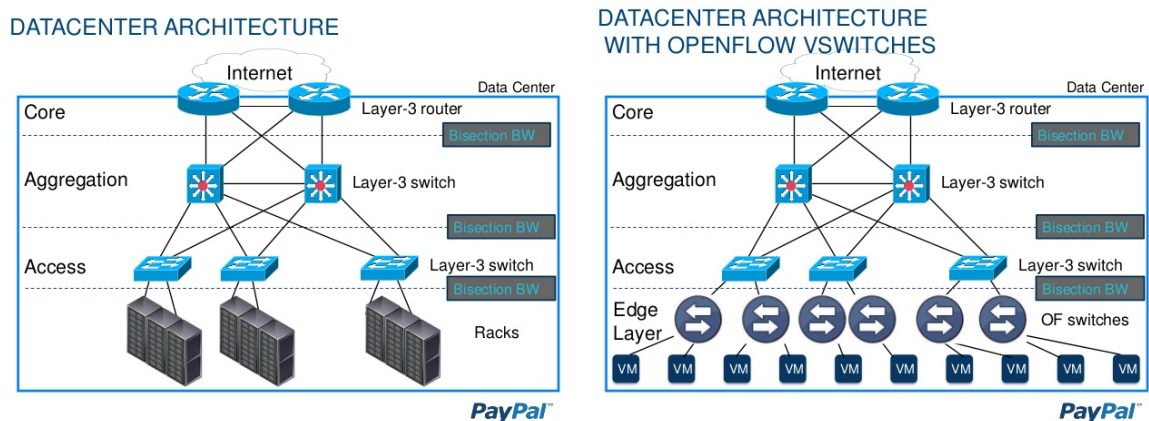 DATACENTER ARCHITECTURE
Internet
Data Center
Core
Layer-3 router
Bisection BW
Aggregation
Layer-3 switch
Bisection BW
Access
Layer-3 switch
Bisection BW
Racks
PayPal™
DATACENTER ARCHITECTURE
WITH OPENFLOW VSWITCHES
Internet
Data Center
Core
Layer-3 router
Bisection BW
Aggregation
Layer-3 switch
Bisection BW
Access
Layer-3 switch
Bisection BW
Edge
Layer
OF switches
VM VM VM VM VM VM VM VM VM VM
PayPal™